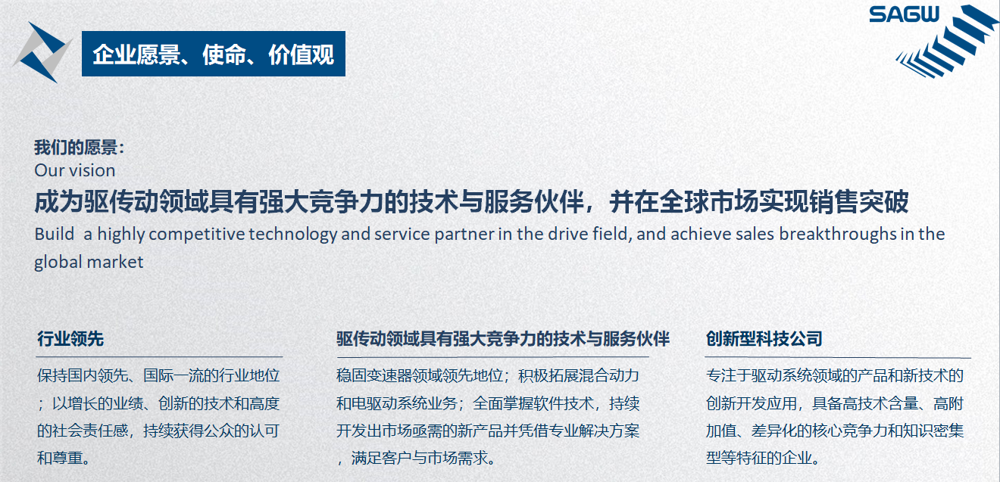 SAGW
企业愿景、使命、价值观
我们的愿景：
Our vision
成为驱传动领域具有强大竞争力的技术与服务伙伴，并在全球市场实现销售突破
Build a highly competitive technology and service partner in the drive field, and achieve sales breakthroughs in the
global market
行业领先
保持国内领先、国际一流的行业地位
；以增长的业绩、创新的技术和高度
的社会责任感，持续获得公众的认可
和尊重。
驱传动领域具有强大竞争力的技术与服务伙伴
稳固变速器领域领先地位；积极拓展混合动力
和电驱动系统业务；全面掌握软件技术，持续
开发出市场亟需的新产品并凭借专业解决方案
，满足客户与市场需求。
创新型科技公司
专注于驱动系统领域的产品和新技术的
创新开发应用，具备高技术含量、高附
加值、差异化的核心竞争力和知识密集
型等特征的企业。